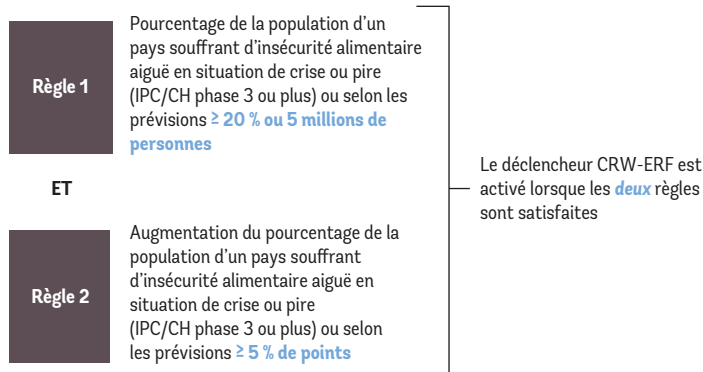 Règle 1
Pourcentage de la population d'un
pays souffrant d'insécurité alimentaire
aiguë en situation de crise ou pire
(IPC/CH phase 3 ou plus) ou selon les
prévisions ≥ 20 % ou 5 millions de
personnes
ET
Règle 2
Augmentation du pourcentage de la
population d'un pays souffrant
d'insécurité alimentaire aiguë en
situation de crise ou pire
(IPC/CH phase 3 ou plus) ou selon
les prévisions ≥ 5 % de points
Le déclencheur CRW-ERF est
activé lorsque les deux règles
sont satisfaites